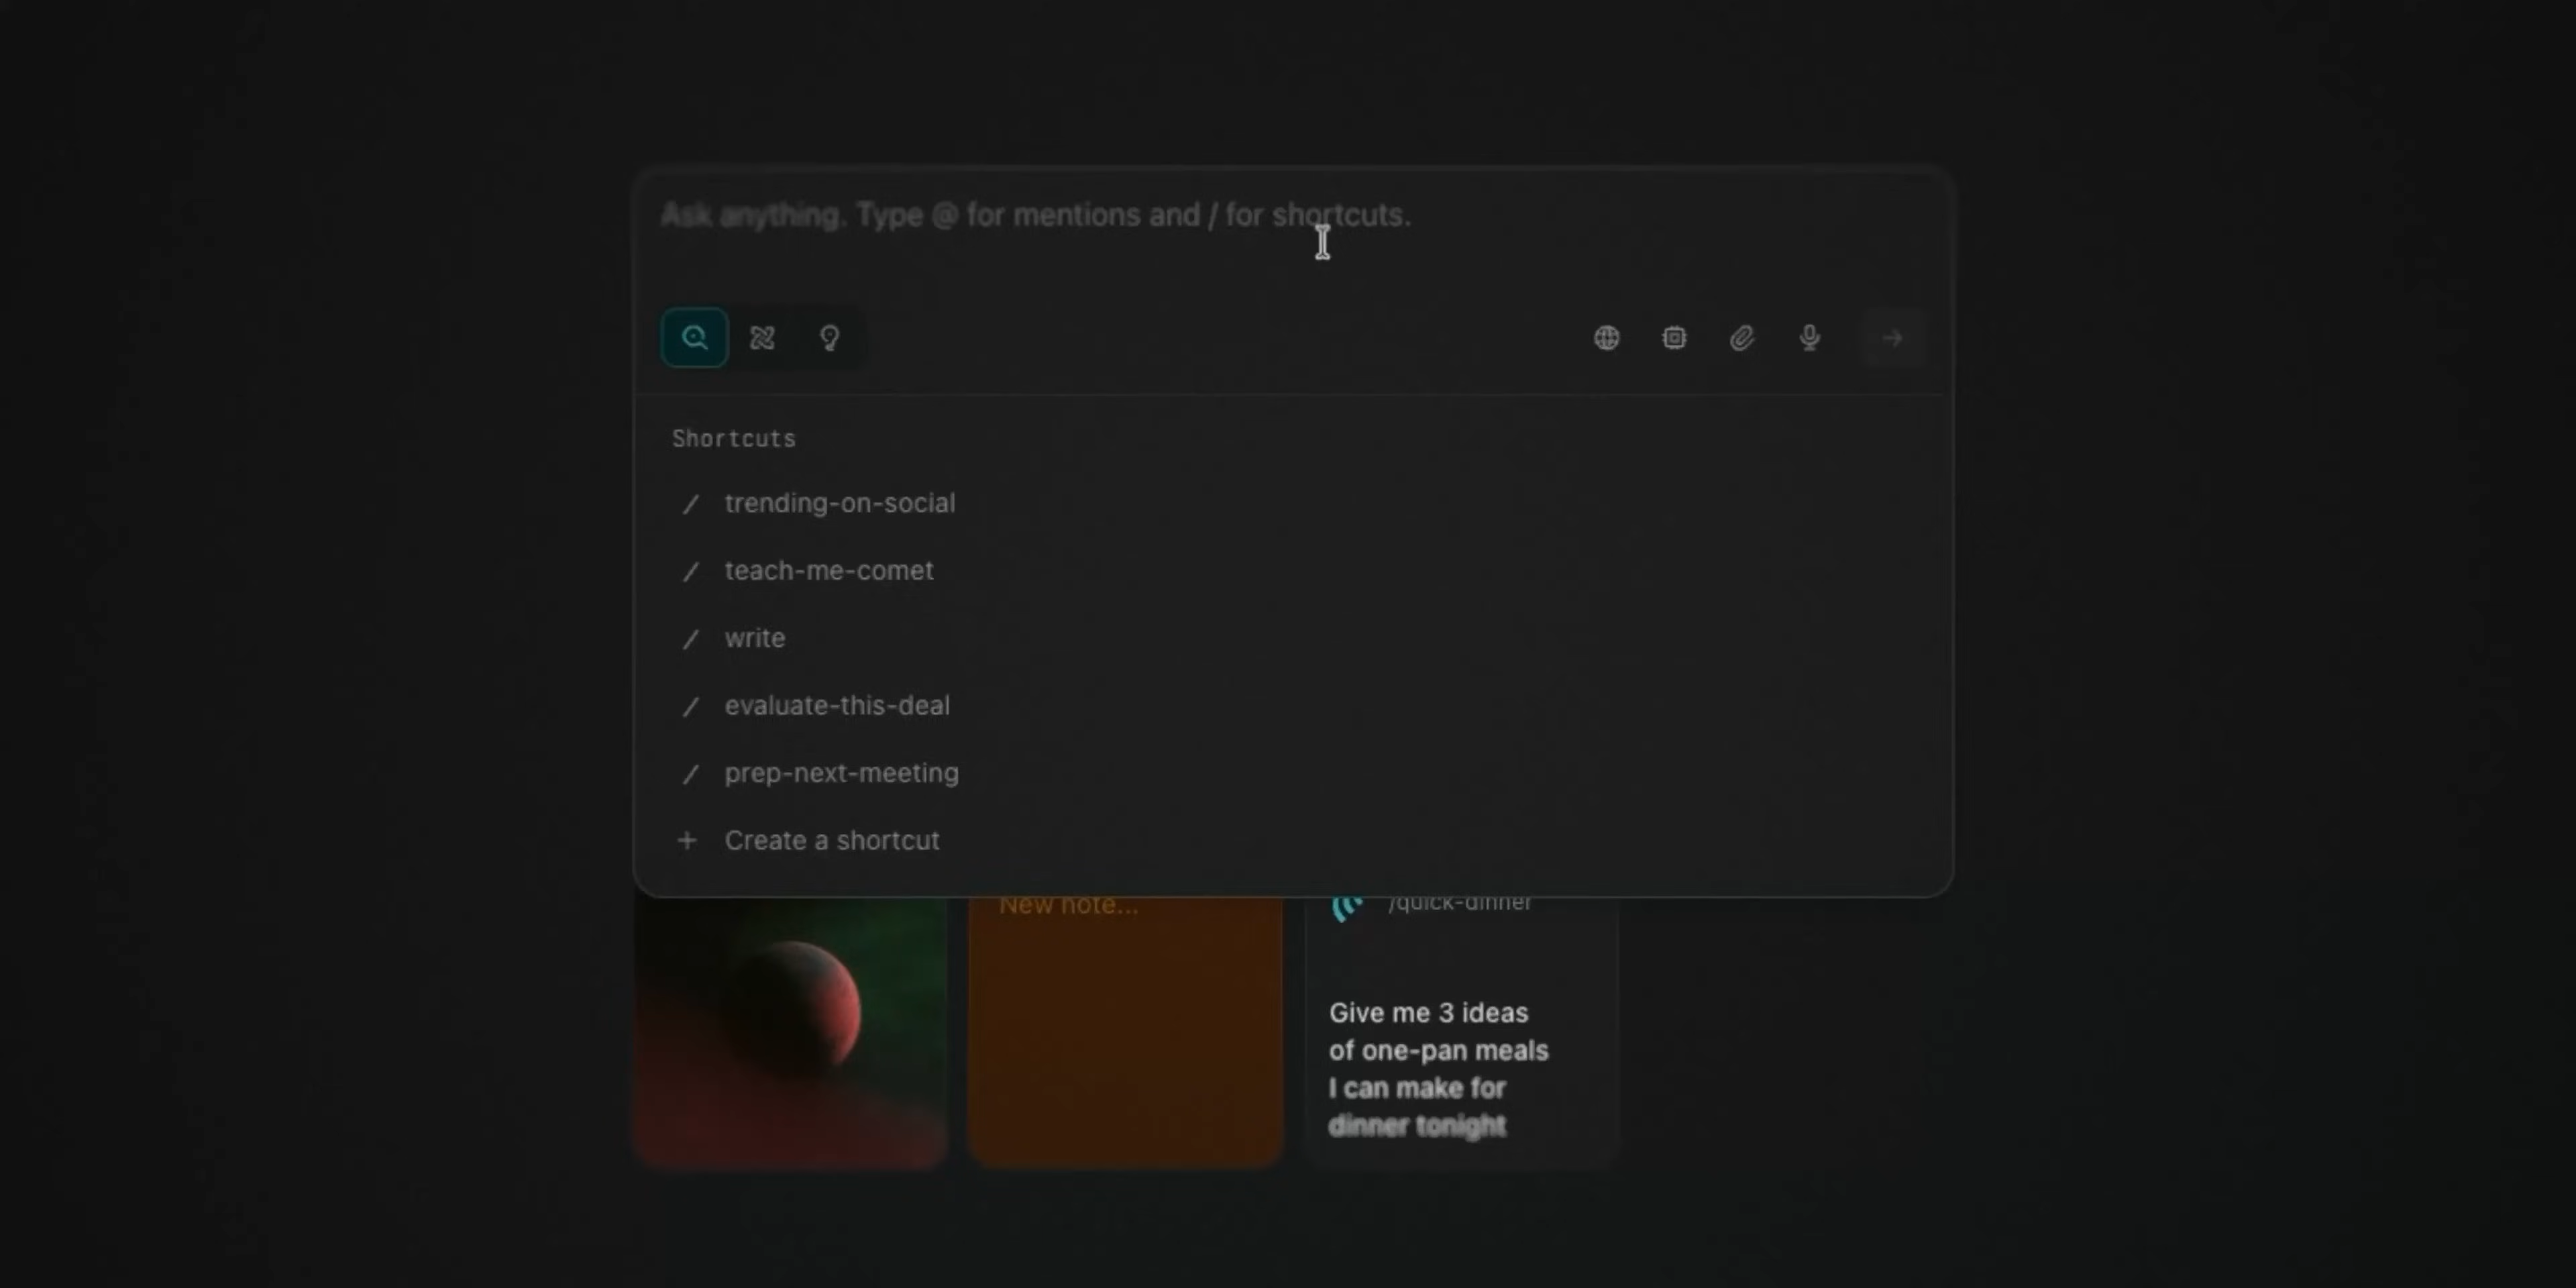 Ask anything. Type @ for mentions and / for shortcuts.
Shortcuts
/ trending-on-social
/ teach-me-comet
/ write
/ evaluate-this-deal
/ prep-next-meeting
+ Create a shortcut
New note...
/quick-dinner
Give me 3 ideas
of one-pan meals
I can make for
dinner tonight